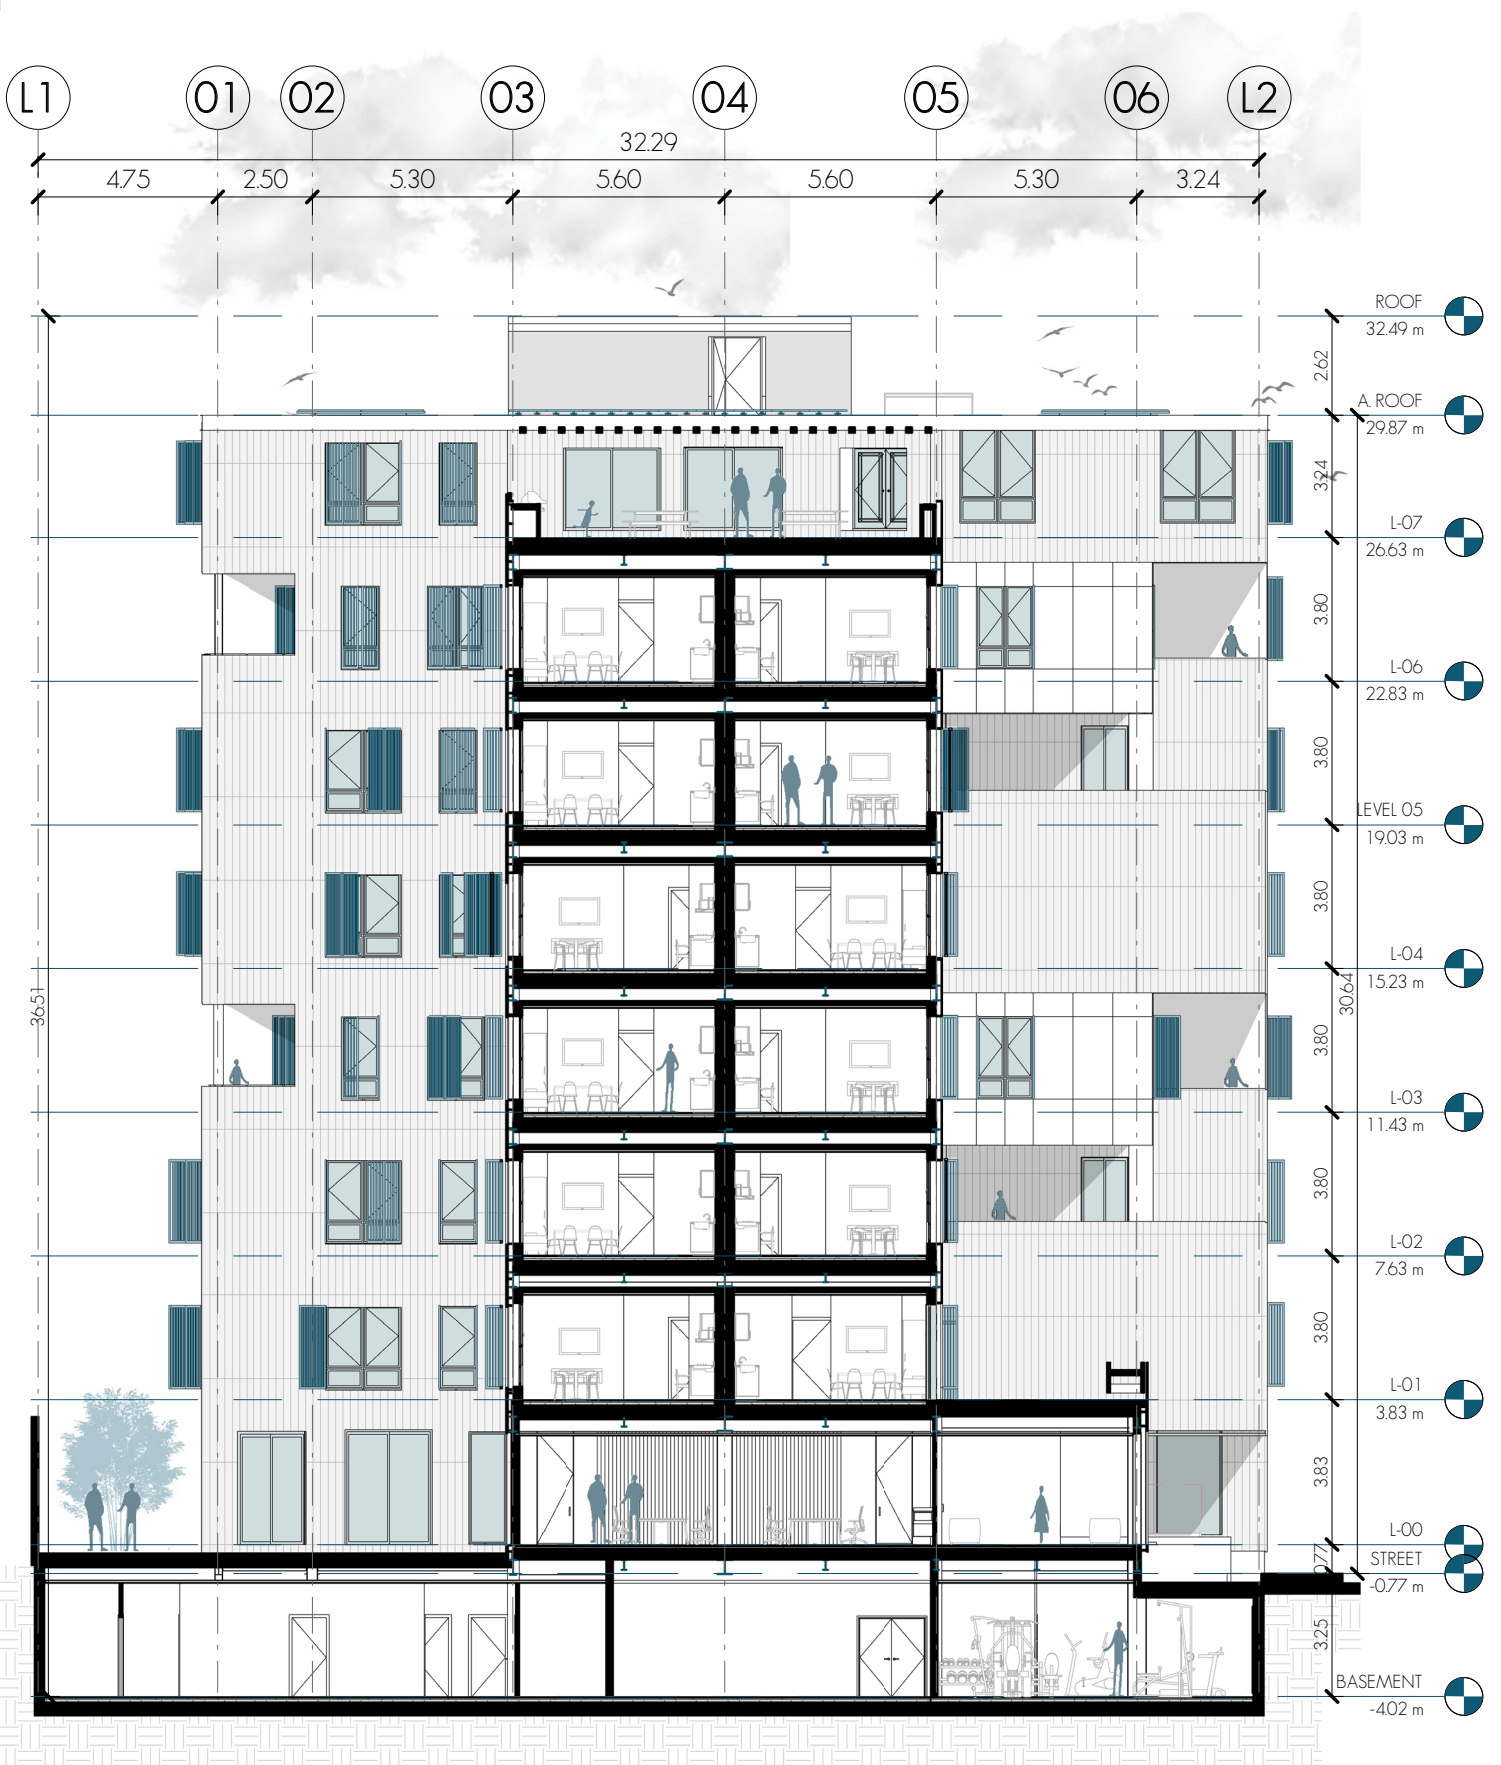 L1 01 02 03 04 05 06 L2
32.29
4.75 2.50 5.30 5.60 5.60 5.30 3.24
ROOF
32.49 m
2.62
A. ROOF
29.87 m
3.24
L-07
26.63 m
3.80
L-06
22.83 m
3.80
LEVEL 05
19.03 m
3.80
L-04
15.23 m
36.51
30.64
3.80
L-03
11.43 m
3.80
L-02
7.63 m
3.80
L-01
3.83 m
3.83
L-00
0.77
STREET
-0.77 m
3.25
BASEMENT
-4.02 m